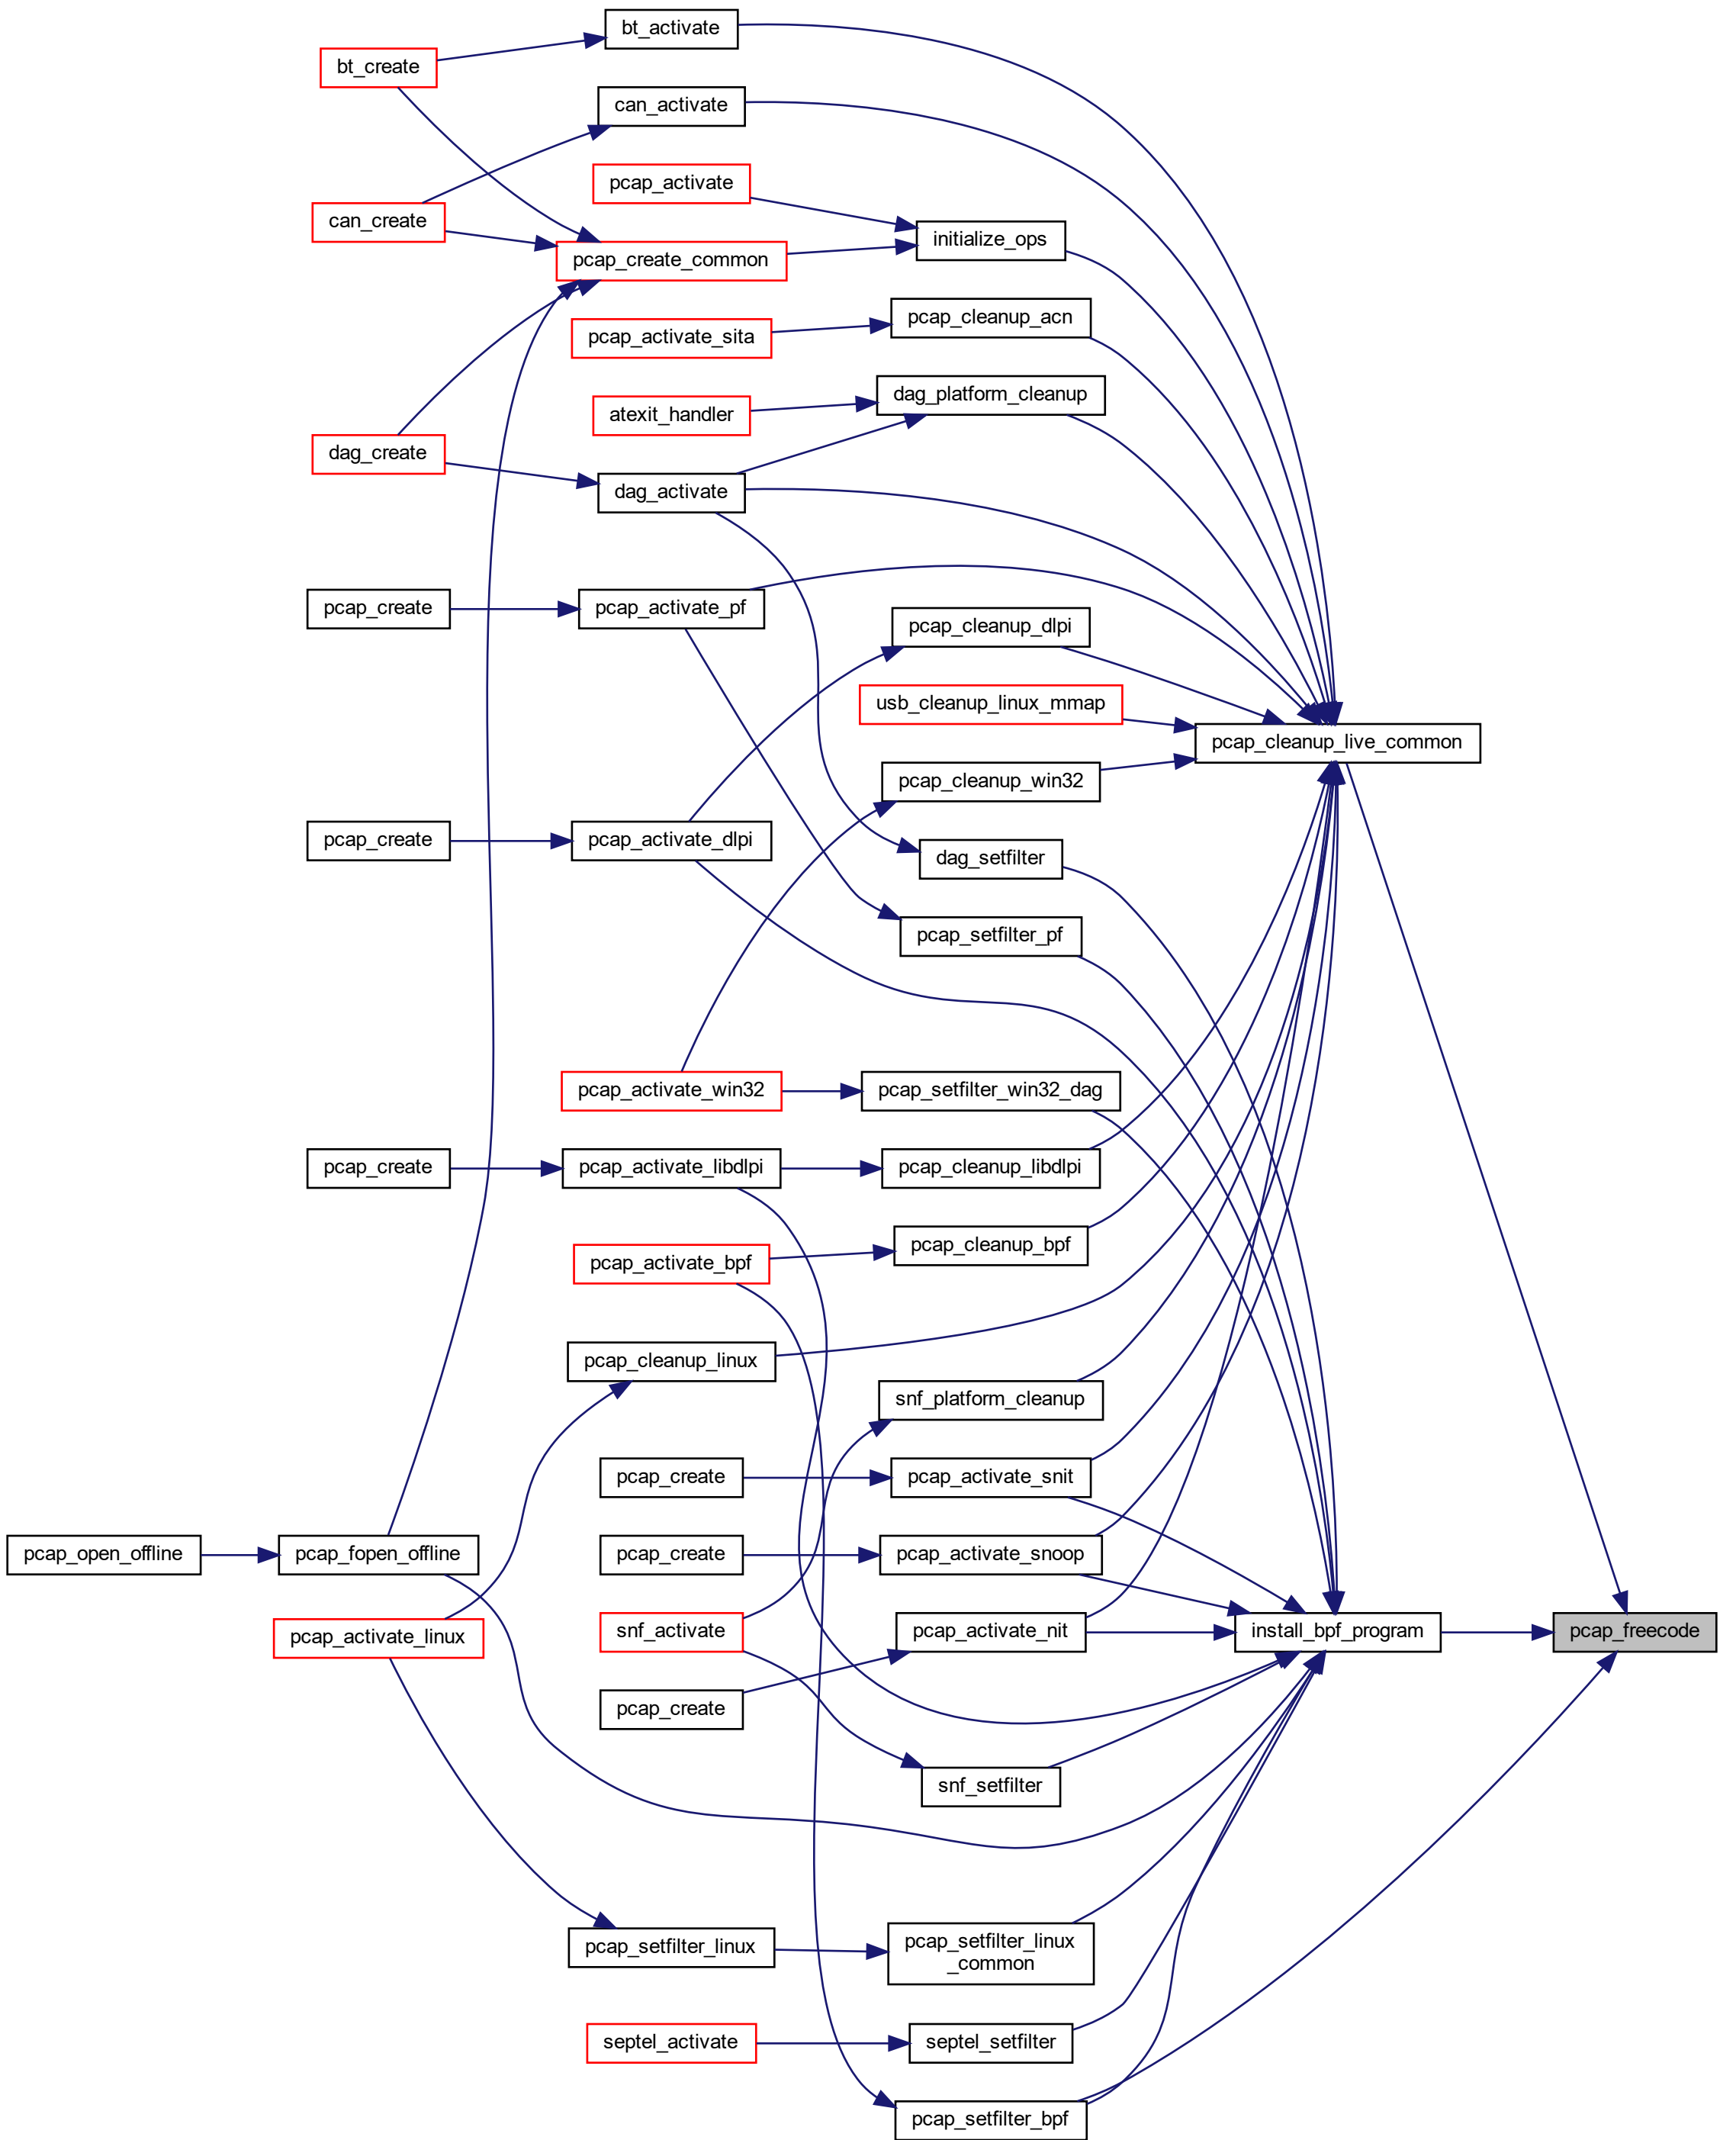 bt_activate
bt_create
can_activate
pcap_activate
can_create
initialize_ops
pcap_create_common
pcap_cleanup_acn
pcap_activate_sita
dag_platform_cleanup
atexit_handler
dag_create
dag_activate
pcap_create
pcap_activate_pf
pcap_cleanup_dlpi
usb_cleanup_linux_mmap
pcap_cleanup_live_common
pcap_cleanup_win32
pcap_create
pcap_activate_dlpi
dag_setfilter
pcap_setfilter_pf
pcap_activate_win32
pcap_setfilter_win32_dag
pcap_create
pcap_activate_libdlpi
pcap_cleanup_libdlpi
pcap_cleanup_bpf
pcap_activate_bpf
pcap_cleanup_linux
snf_platform_cleanup
pcap_create
pcap_activate_snit
pcap_open_offline
pcap_fopen_offline
pcap_create
pcap_activate_snoop
pcap_activate_linux
snf_activate
pcap_activate_nit
install_bpf_program
pcap_freecode
pcap_create
snf_setfilter
pcap_setfilter_linux
pcap_setfilter_linux
_common
septel_activate
septel_setfilter
pcap_setfilter_bpf